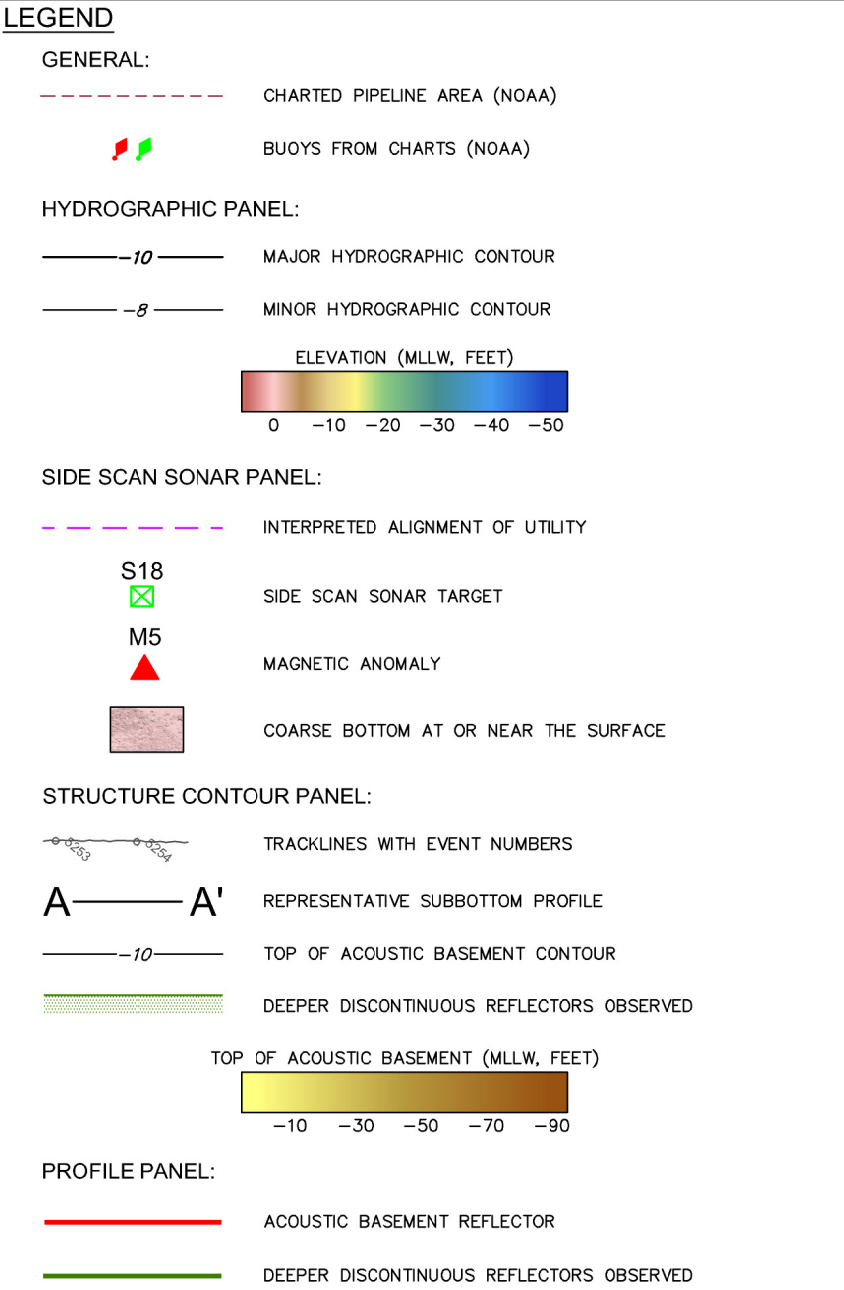 LEGEND
GENERAL:
CHARTED PIPELINE AREA (NOAA)
BUOYS FROM CHARTS (NOAA)
HYDROGRAPHIC PANEL:
-10 MAJOR HYDROGRAPHIC CONTOUR
-8 MINOR HYDROGRAPHIC CONTOUR
ELEVATION (MLLW, FEET)
0 -10 -20 -30 -40 -50
SIDE SCAN SONAR PANEL:
INTERPRETED ALIGNMENT OF UTILITY
S18
SIDE SCAN SONAR TARGET
M5
MAGNETIC ANOMALY
COARSE BOTTOM AT OR NEAR THE SURFACE
STRUCTURE CONTOUR PANEL:
5253 5254 TRACKLINES WITH EVENT NUMBERS
A A' REPRESENTATIVE SUBBOTTOM PROFILE
-10 TOP OF ACOUSTIC BASEMENT CONTOUR
DEEPER DISCONTINUOUS REFLECTORS OBSERVED
TOP OF ACOUSTIC BASEMENT (MLLW, FEET)
-10 -30 -50 -70 -90
PROFILE PANEL:
ACOUSTIC BASEMENT REFLECTOR
DEEPER DISCONTINUOUS REFLECTORS OBSERVED